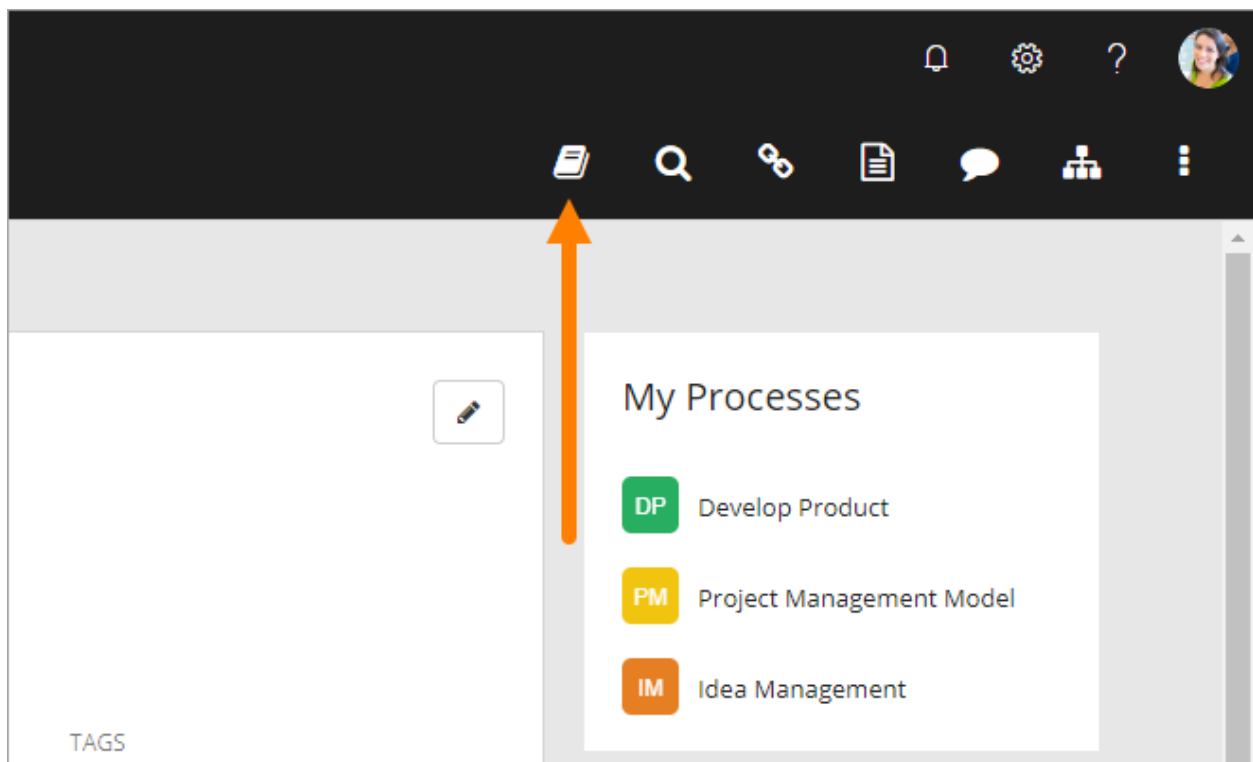 ?
My Processes
DP Develop Product
PM Project Management Model
IM Idea Management
TAGS